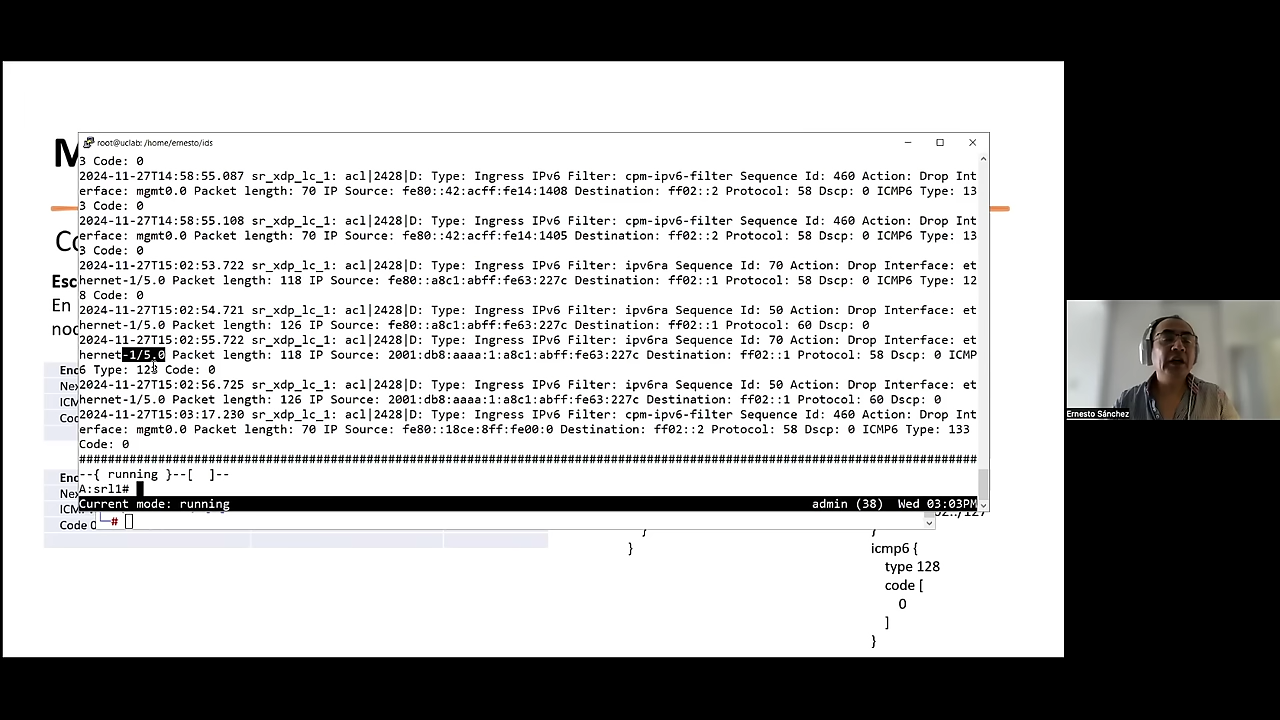 M
Co
Esc
En
no
root@uclab: /home/ernesto/ids
3 Code: 0
2024-11-27T14:58:55.087 sr_xdp_lc_1: acl|2428|D: Type: Ingress IPv6 Filter: cpm-ipv6-filter Sequence Id: 460 Action: Drop Int
erface: mgmt0.0 Packet length: 70 IP Source: fe80::42:acff:fe14:1408 Destination: ff02::2 Protocol: 58 Dscp: 0 ICMP6 Type: 13
3 Code: 0
2024-11-27T14:58:55.108 sr_xdp_lc_1: acl|2428|D: Type: Ingress IPv6 Filter: cpm-ipv6-filter Sequence Id: 460 Action: Drop Int
erface: mgmt0.0 Packet length: 70 IP Source: fe80::42:acff:fe14:1405 Destination: ff02::2 Protocol: 58 Dscp: 0 ICMP6 Type: 13
3 Code: 0
2024-11-27T15:02:53.722 sr_xdp_lc_1: acl|2428|D: Type: Ingress IPv6 Filter: ipv6ra Sequence Id: 70 Action: Drop Interface: et
hernet-1/5.0 Packet length: 118 IP Source: fe80::a8c1:abff:fe63:227c Destination: ff02::1 Protocol: 58 Dscp: 0 ICMP6 Type: 12
8 Code: 0
2024-11-27T15:02:54.721 sr_xdp_lc_1: acl|2428|D: Type: Ingress IPv6 Filter: ipv6ra Sequence Id: 50 Action: Drop Interface: et
hernet-1/5.0 Packet length: 126 IP Source: fe80::a8c1:abff:fe63:227c Destination: ff02::1 Protocol: 60 Dscp: 0
2024-11-27T15:02:55.722 sr_xdp_lc_1: acl|2428|D: Type: Ingress IPv6 Filter: ipv6ra Sequence Id: 70 Action: Drop Interface: et
hernet-1/5.0 Packet length: 118 IP Source: 2001:db8:aaaa:1:a8c1:abff:fe63:227c Destination: ff02::1 Protocol: 58 Dscp: 0 ICMP
6 Type: 128 Code: 0
2024-11-27T15:02:56.725 sr_xdp_lc_1: acl|2428|D: Type: Ingress IPv6 Filter: ipv6ra Sequence Id: 50 Action: Drop Interface: et
hernet-1/5.0 Packet length: 126 IP Source: 2001:db8:aaaa:1:a8c1:abff:fe63:227c Destination: ff02::1 Protocol: 60 Dscp: 0
2024-11-27T15:03:17.230 sr_xdp_lc_1: acl|2428|D: Type: Ingress IPv6 Filter: cpm-ipv6-filter Sequence Id: 460 Action: Drop Int
erface: mgmt0.0 Packet length: 70 IP Source: fe80::18ce:8ff:fe00:0 Destination: ff02::2 Protocol: 58 Dscp: 0 ICMP6 Type: 133
Code: 0
#############################################################################################################################
--{ running }--[  ]--
A:srl1#
Current mode: running admin (38) Wed 03:03PM
└─#
Enc
Nex
ICM
Cod
Enc
Nex
ICM
Code 0
}
}
icmp6 {
type 128
code [
0
]
}
Ernesto Sánchez